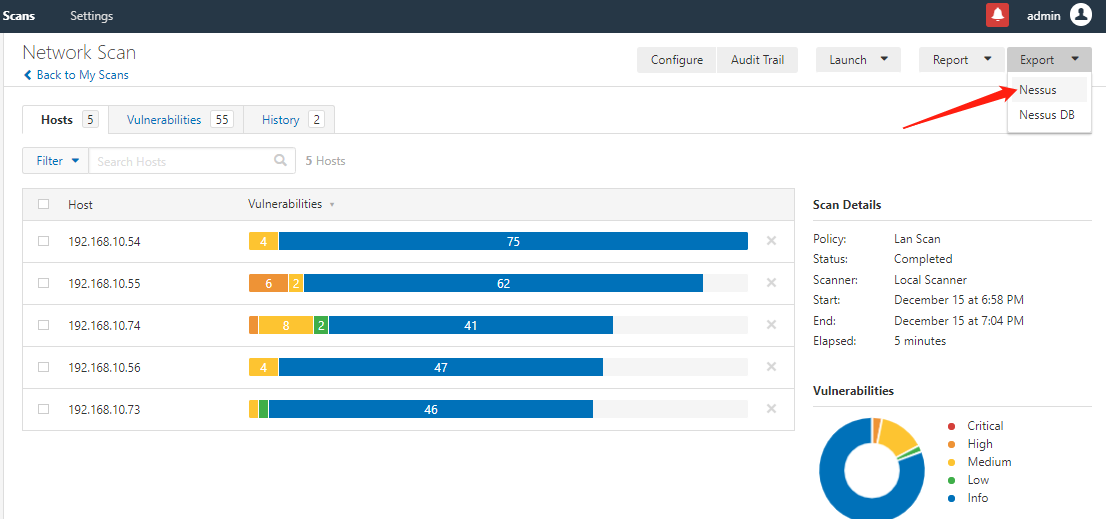 Scans Settings admin
Network Scan
Back to My Scans
Configure Audit Trail Launch Report Export
Nessus
Nessus DB
Hosts 5 Vulnerabilities 55 History 2
Filter Search Hosts 5 Hosts
Host Vulnerabilities
192.168.10.54 4 75
192.168.10.55 6 2 62
192.168.10.74 8 2 41
192.168.10.56 4 47
192.168.10.73 46
Scan Details
Policy: Lan Scan
Status: Completed
Scanner: Local Scanner
Start: December 15 at 6:58 PM
End: December 15 at 7:04 PM
Elapsed: 5 minutes
Vulnerabilities
Critical
High
Medium
Low
Info